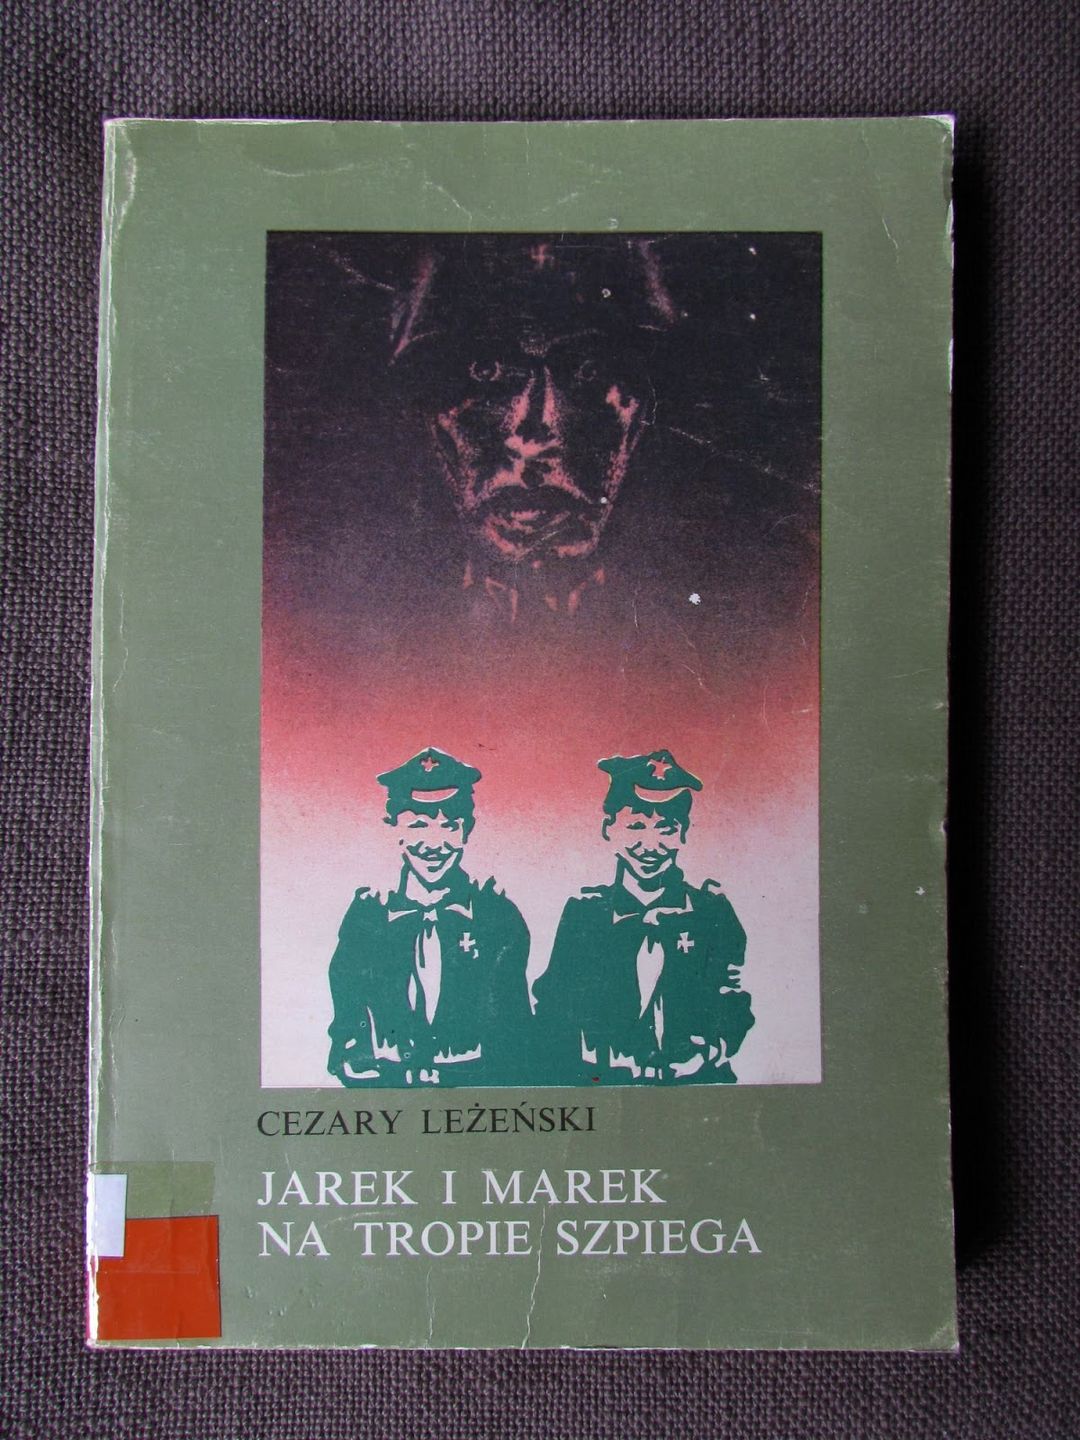 CEZARY LEŻEŃSKI
JAREK I MAREK
NA TROPIE SZPIEGA